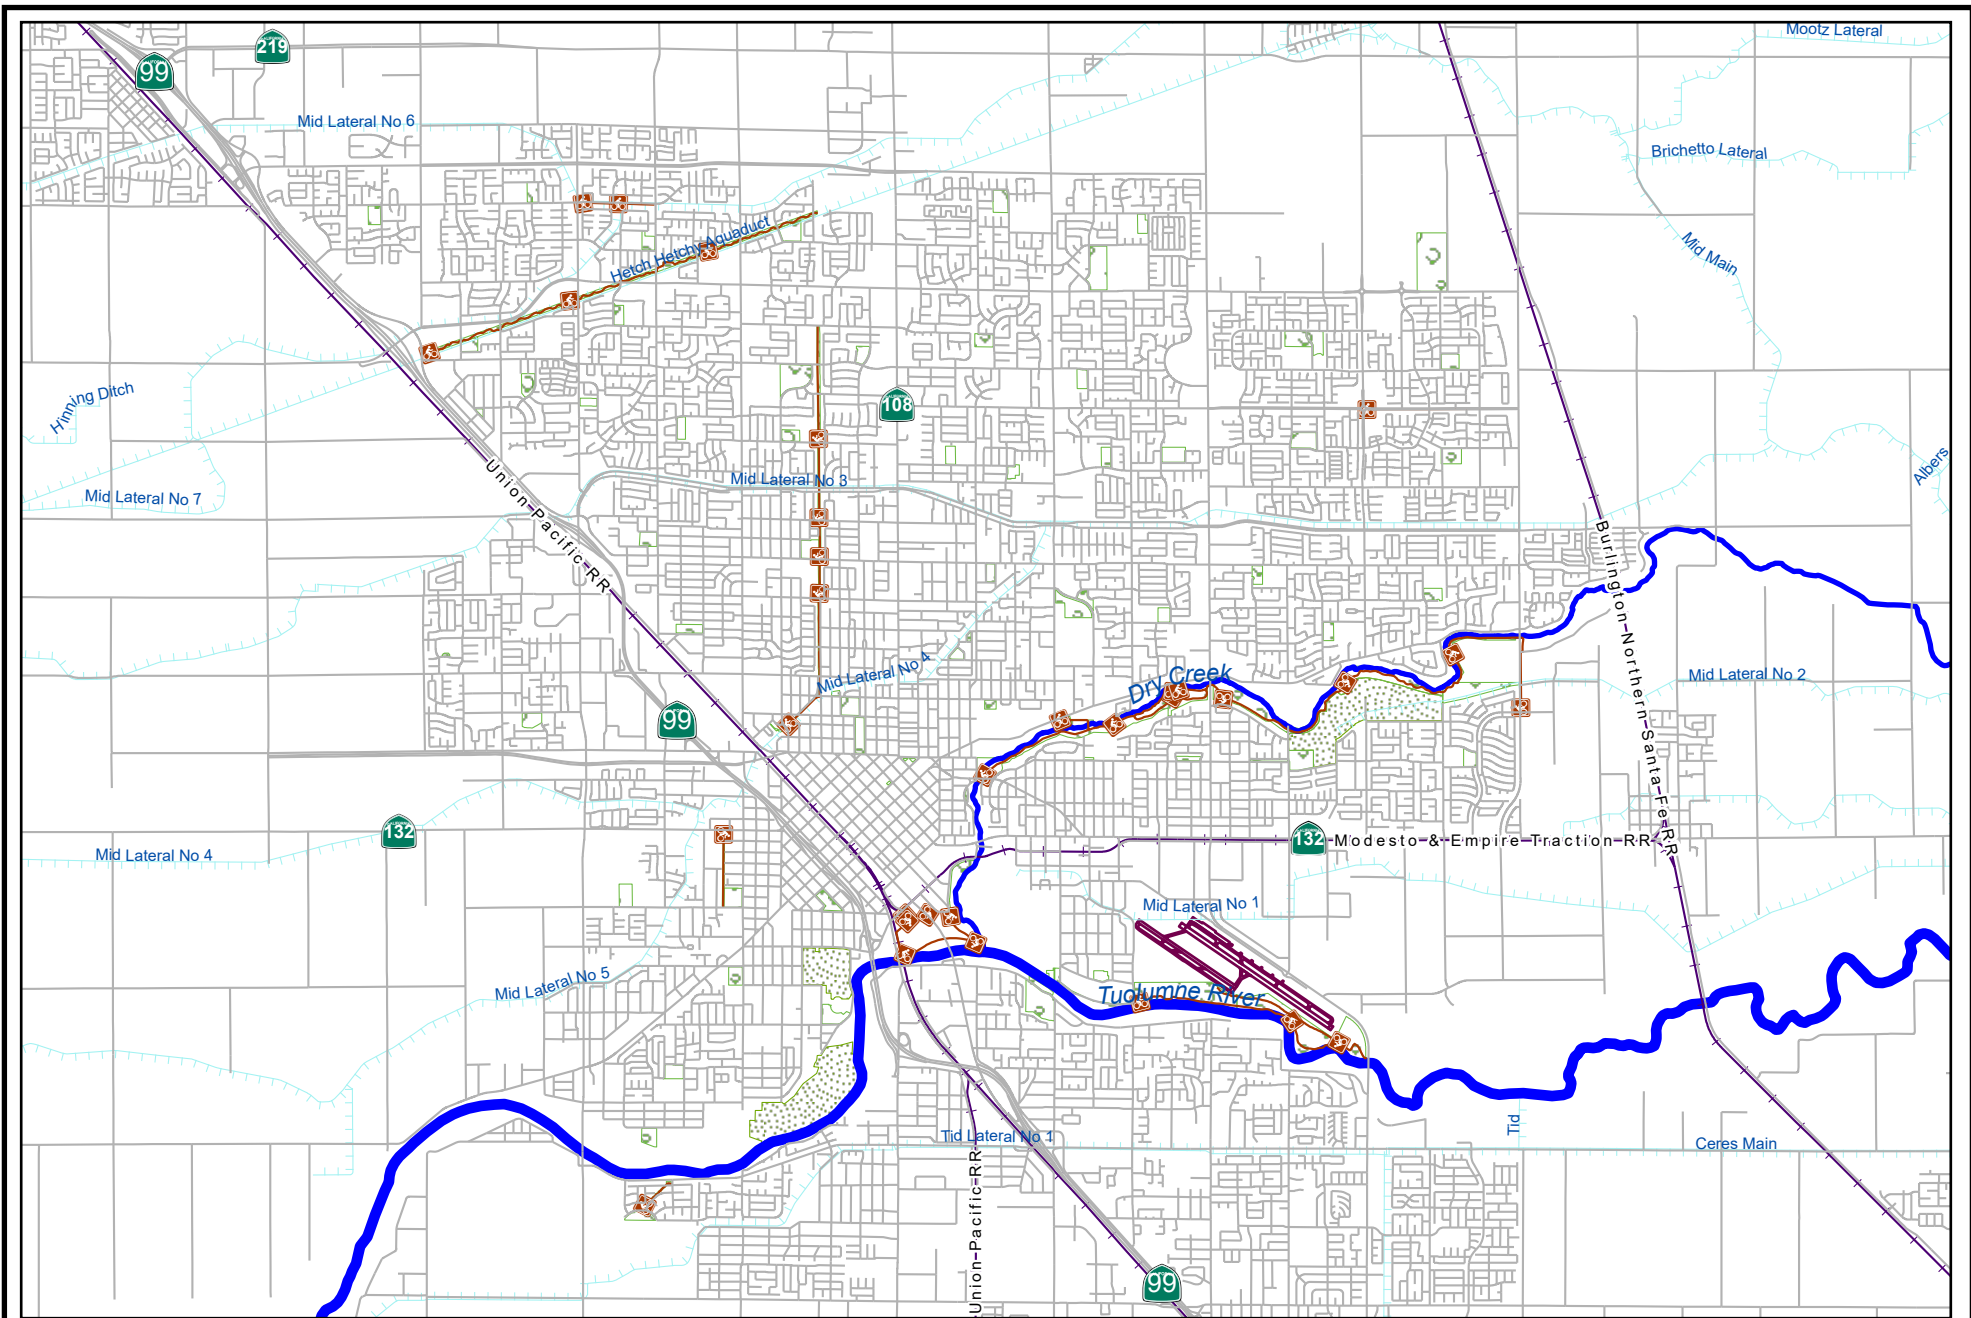 Mootz Lateral
219
99
Mid Lateral No 6
Brichetto Lateral
Hetch Hetchy Aquaduct
Mid Main
Hinning Ditch
108
Union Pacific RR
Mid Lateral No 3
Albers
Mid Lateral No 7
Burlington Northern Santa Fe RR
Mid Lateral No 4
Dry Creek
Mid Lateral No 2
99
132
132
Modesto & Empire Traction RR
Mid Lateral No 4
Mid Lateral No 1
Mid Lateral No 5
Tuolumne River
Tid
Tid Lateral No 1
Ceres Main
Union Pacific RR
99